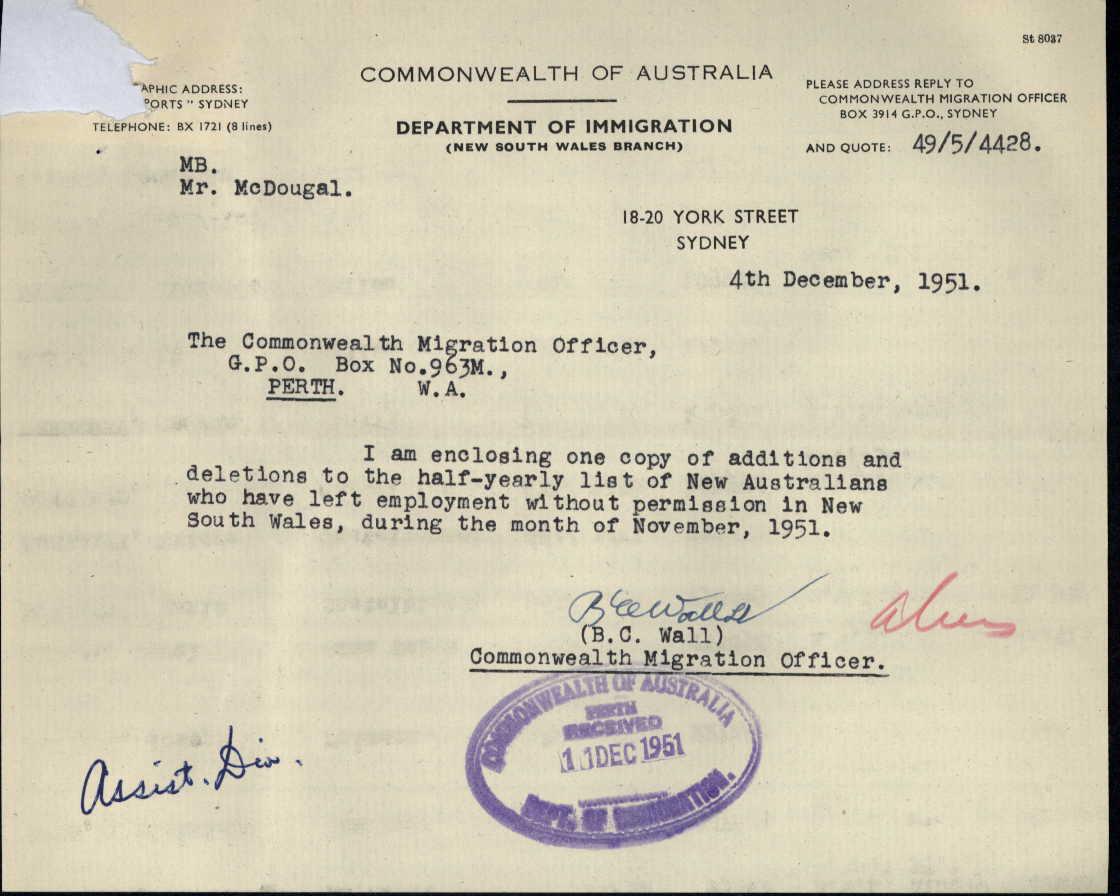 St 8037
COMMONWEALTH OF AUSTRALIA
APHIC ADDRESS:
PORTS " SYDNEY
TELEPHONE: BX 1721 (8 lines)
DEPARTMENT OF IMMIGRATION
(NEW SOUTH WALES BRANCH)
PLEASE ADDRESS REPLY TO
COMMONWEALTH MIGRATION OFFICER
BOX 3914 G.P.O., SYDNEY
AND QUOTE: 49/5/4428.
MB.
Mr. McDougal.
18-20 YORK STREET
SYDNEY
4th December, 1951.
The Commonwealth Migration Officer,
G.P.O. Box No.963M.,
PERTH. W.A.
I am enclosing one copy of additions and
deletions to the half-yearly list of New Australians
who have left employment without permission in New
South Wales, during the month of November, 1951.
(B.C. Wall)
Commonwealth Migration Officer.
COMMONWEALTH OF AUSTRALIA
PERTH
RECEIVED
11 DEC 1951
DEPT. OF IMMIGRATION.
Assist. Div.